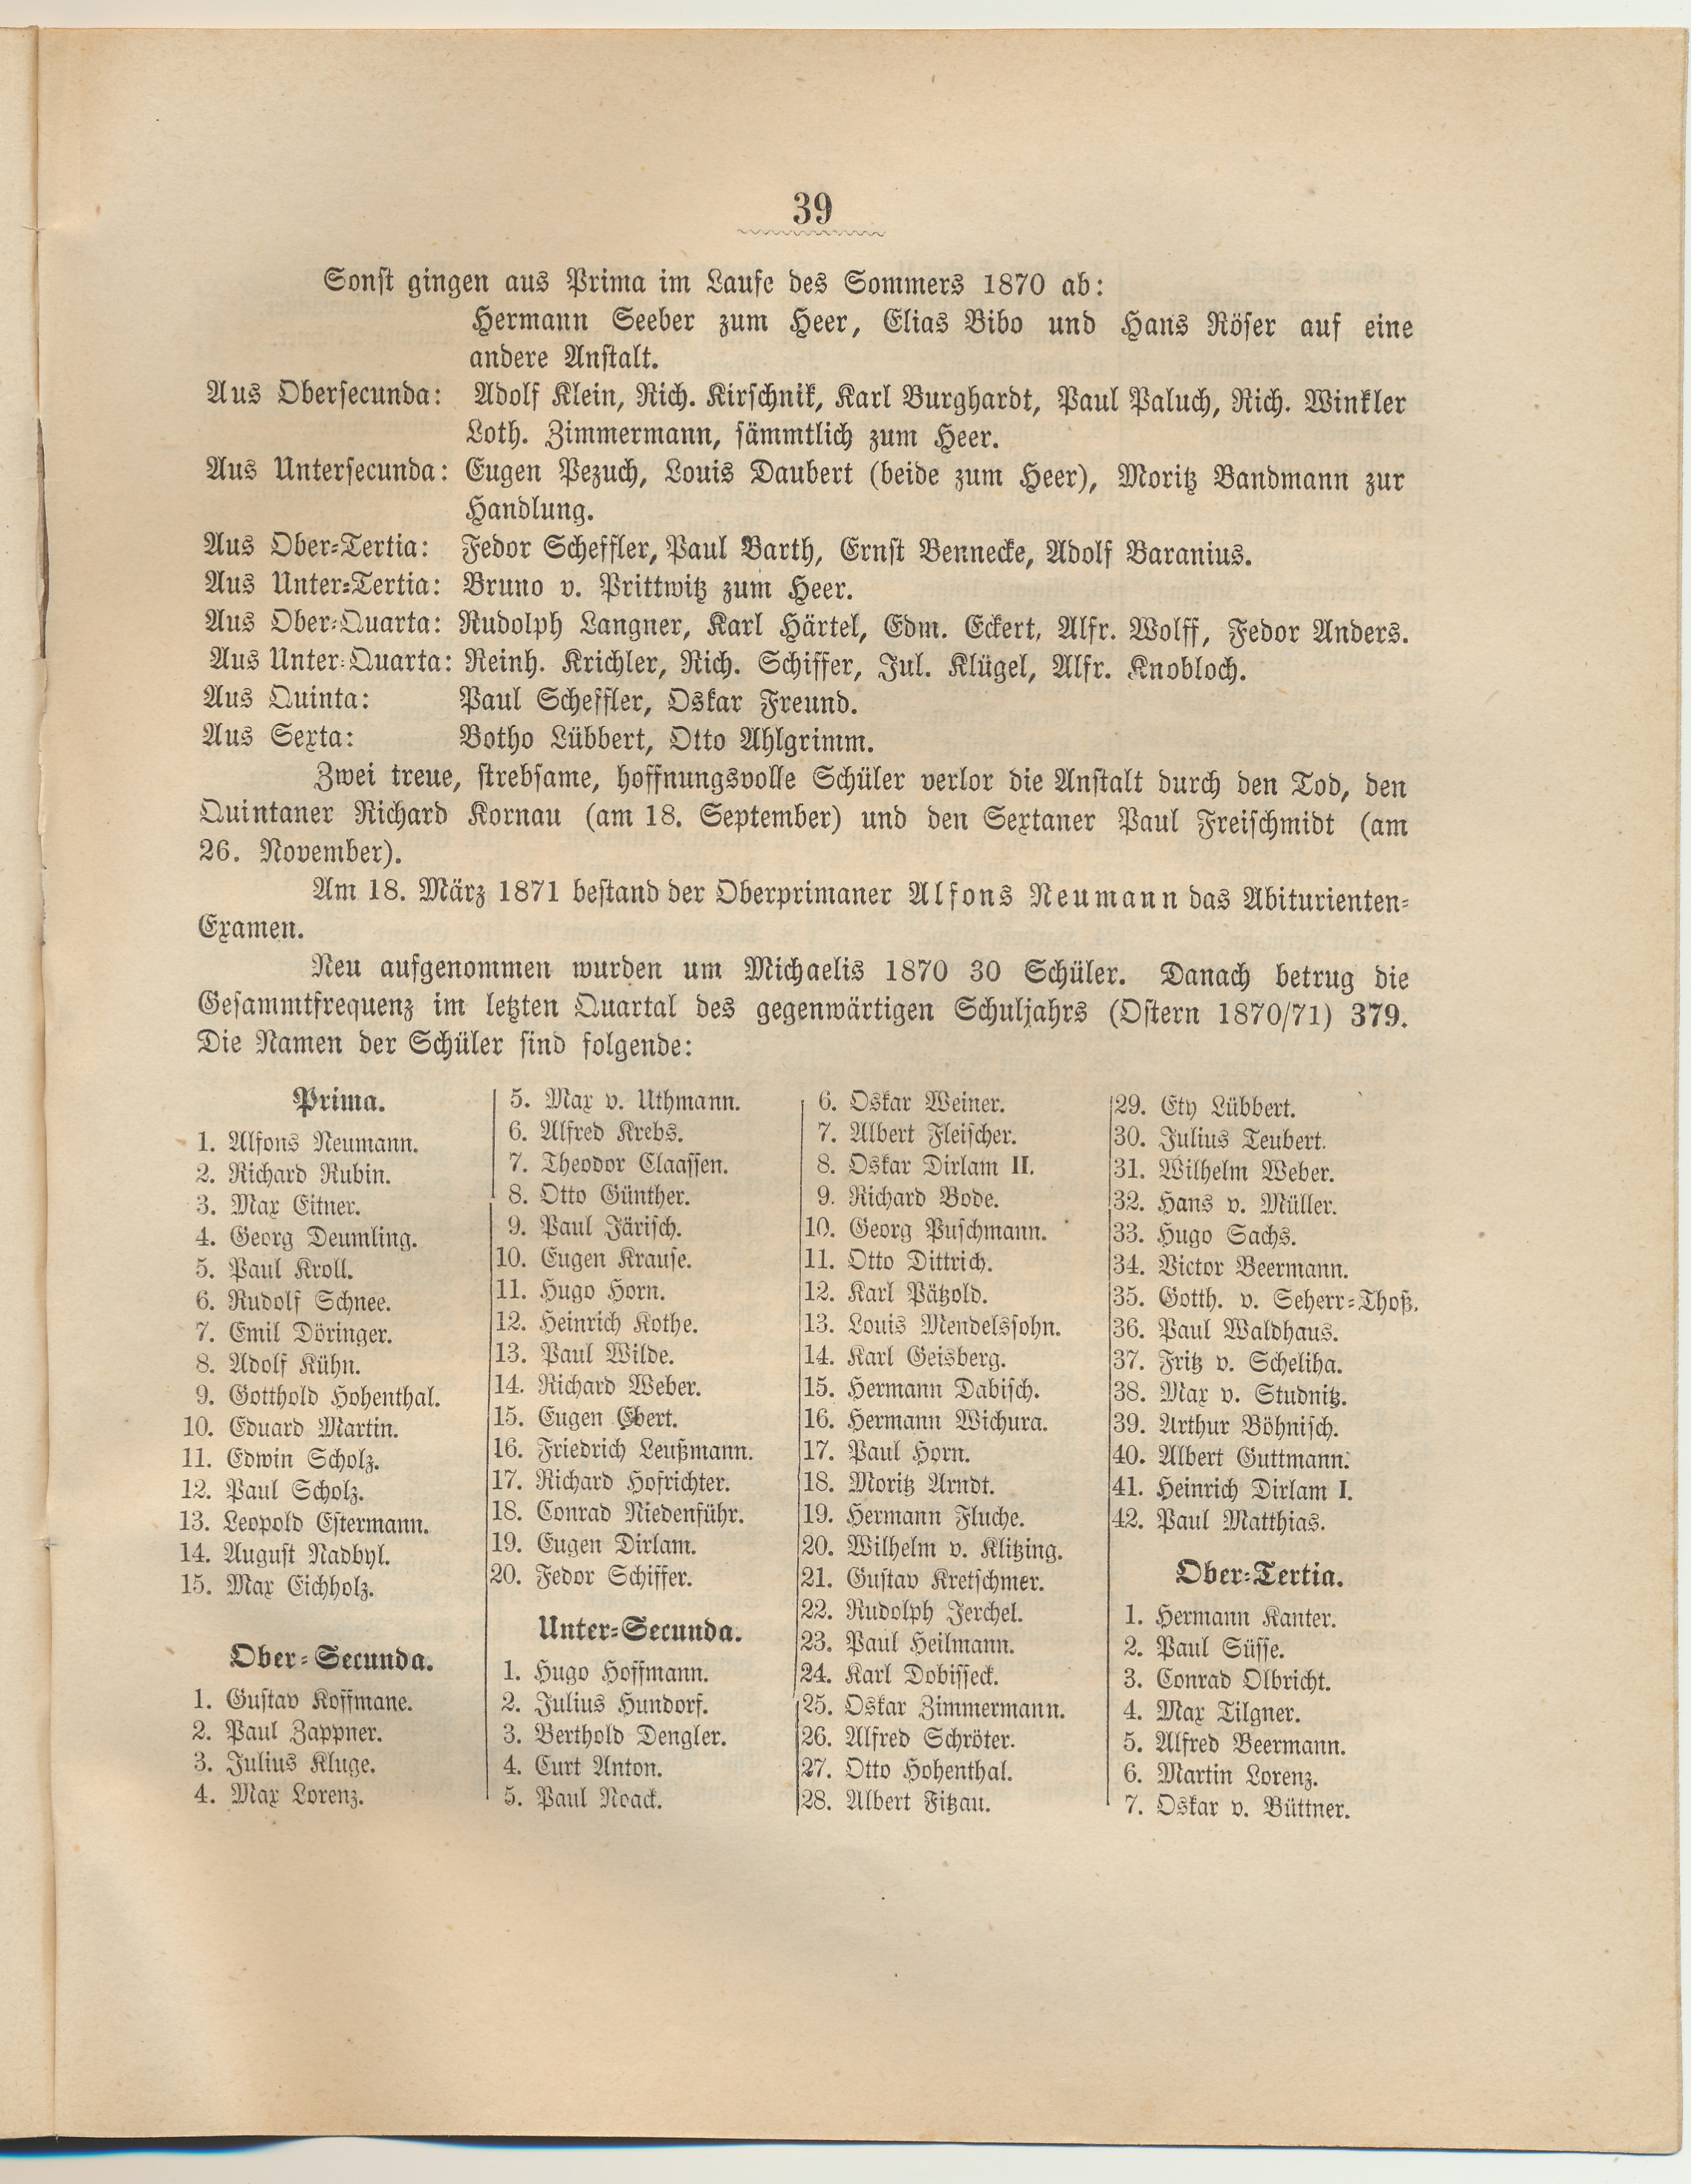 39
Sonst gingen aus Prima im Laufe des Sommers 1870 ab:
Hermann Seeber zum Heer, Elias Bibo und Hans Röser auf eine
andere Anstalt.
Aus Obersecunda: Adolf Klein, Rich. Kirschnik, Karl Burghardt, Paul Paluch, Rich. Winkler
Loth. Zimmermann, sämmtlich zum Heer.
Aus Untersecunda: Eugen Pezuch, Louis Daubert (beide zum Heer), Moritz Bandmann zur
Handlung.
Aus Ober-Tertia: Fedor Scheffler, Paul Barth, Ernst Bennecke, Adolf Baranius.
Aus Unter-Tertia: Bruno v. Prittwitz zum Heer.
Aus Ober-Quarta: Rudolph Langner, Karl Härtel, Edm. Eckert, Alfr. Wolff, Fedor Anders.
Aus Unter-Quarta: Reinh. Krichler, Rich. Schiffer, Jul. Klügel, Alfr. Knobloch.
Aus Quinta: Paul Scheffler, Oskar Freund.
Aus Sexta: Botho Lübbert, Otto Ahlgrimm.
Zwei treue, strebsame, hoffnungsvolle Schüler verlor die Anstalt durch den Tod, den
Quintaner Richard Kornau (am 18. September) und den Sextaner Paul Freischmidt (am
26. November).
Am 18. März 1871 bestand der Oberprimaner Alfons Neumann das Abiturienten-
Examen.
Neu aufgenommen wurden um Michaelis 1870 30 Schüler. Danach betrug die
Gesammtfrequenz im letzten Quartal des gegenwärtigen Schuljahrs (Ostern 1870/71) 379.
Die Namen der Schüler sind folgende:
Prima.
1. Alfons Neumann.
2. Richard Rubin.
3. Max Eitner.
4. Georg Deumling.
5. Paul Kroll.
6. Rudolf Schnee.
7. Emil Döringer.
8. Adolf Kühn.
9. Gotthold Hohenthal.
10. Eduard Martin.
11. Edwin Scholz.
12. Paul Scholz.
13. Leopold Estermann.
14. August Nadbyl.
15. Max Eichholz.
Ober-Secunda.
1. Gustav Koffmane.
2. Paul Zappner.
3. Julius Kluge.
4. Max Lorenz.
5. Max v. Uthmann.
6. Alfred Krebs.
7. Theodor Claassen.
8. Otto Günther.
9. Paul Järisch.
10. Eugen Krause.
11. Hugo Horn.
12. Heinrich Kothe.
13. Paul Wilde.
14. Richard Weber.
15. Eugen Ebert.
16. Friedrich Leußmann.
17. Richard Hofrichter.
18. Conrad Niedenführ.
19. Eugen Dirlam.
20. Fedor Schiffer.
Unter-Secunda.
1. Hugo Hoffmann.
2. Julius Hundorf.
3. Berthold Dengler.
4. Curt Anton.
5. Paul Noack.
6. Oskar Weiner.
7. Albert Fleischer.
8. Oskar Dirlam II.
9. Richard Bode.
10. Georg Puschmann.
11. Otto Dittrich.
12. Karl Pätzold.
13. Louis Mendelssohn.
14. Karl Geisberg.
15. Hermann Dabisch.
16. Hermann Wichura.
17. Paul Horn.
18. Moritz Arndt.
19. Hermann Fluche.
20. Wilhelm v. Klitzing.
21. Gustav Kretschmer.
22. Rudolph Jerchel.
23. Paul Heilmann.
24. Karl Dobisseck.
25. Oskar Zimmermann.
26. Alfred Schröter.
27. Otto Hohenthal.
28. Albert Fitzau.
29. Ety Lübbert.
30. Julius Teubert.
31. Wilhelm Weber.
32. Hans v. Müller.
33. Hugo Sachs.
34. Victor Beermann.
35. Gotth. v. Seherr-Thoß.
36. Paul Waldhaus.
37. Fritz v. Scheliha.
38. Max v. Studnitz.
39. Arthur Böhnisch.
40. Albert Guttmann.
41. Heinrich Dirlam I.
42. Paul Matthias.
Ober-Tertia.
1. Hermann Kanter.
2. Paul Süsse.
3. Conrad Olbricht.
4. Max Tilgner.
5. Alfred Beermann.
6. Martin Lorenz.
7. Oskar v. Büttner.